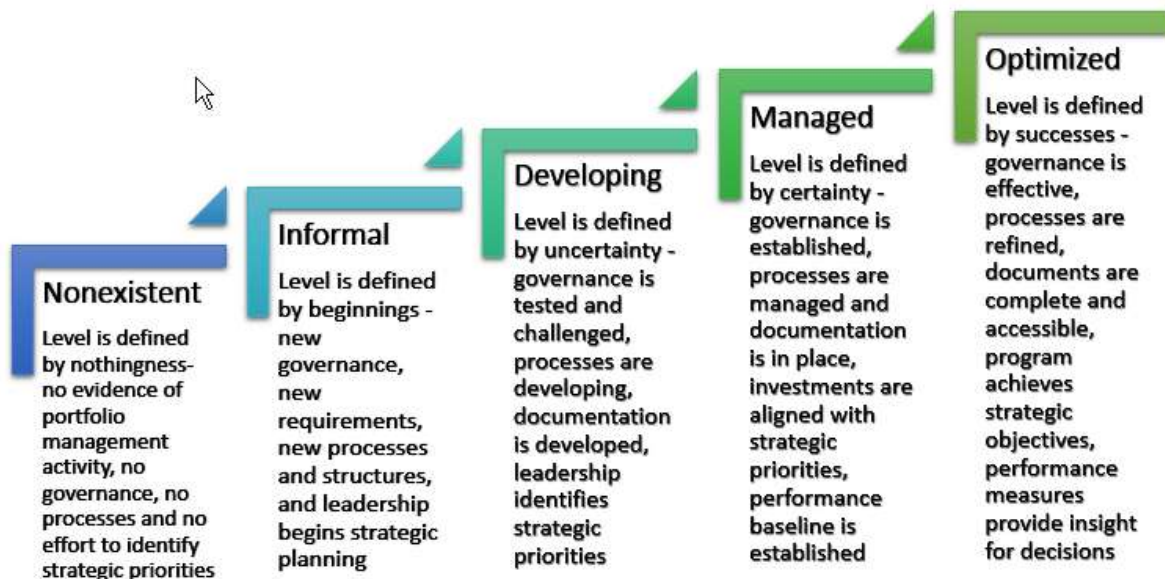 Nonexistent
Level is defined
by nothingness-
no evidence of
portfolio
management
activity, no
governance, no
processes and no
effort to identify
strategic priorities
Informal
Level is defined
by beginnings -
new
governance,
new
requirements,
new processes
and structures,
and leadership
begins strategic
planning
Developing
Level is defined
by uncertainty -
governance is
tested and
challenged,
processes are
developing,
documentation
is developed,
leadership
identifies
strategic
priorities
Managed
Level is defined
by certainty -
governance is
established,
processes are
managed and
documentation
is in place,
investments are
aligned with
strategic
priorities,
performance
baseline is
established
Optimized
Level is defined
by successes -
governance is
effective,
processes are
refined,
documents are
complete and
accessible,
program
achieves
strategic
objectives,
performance
measures
provide insight
for decisions